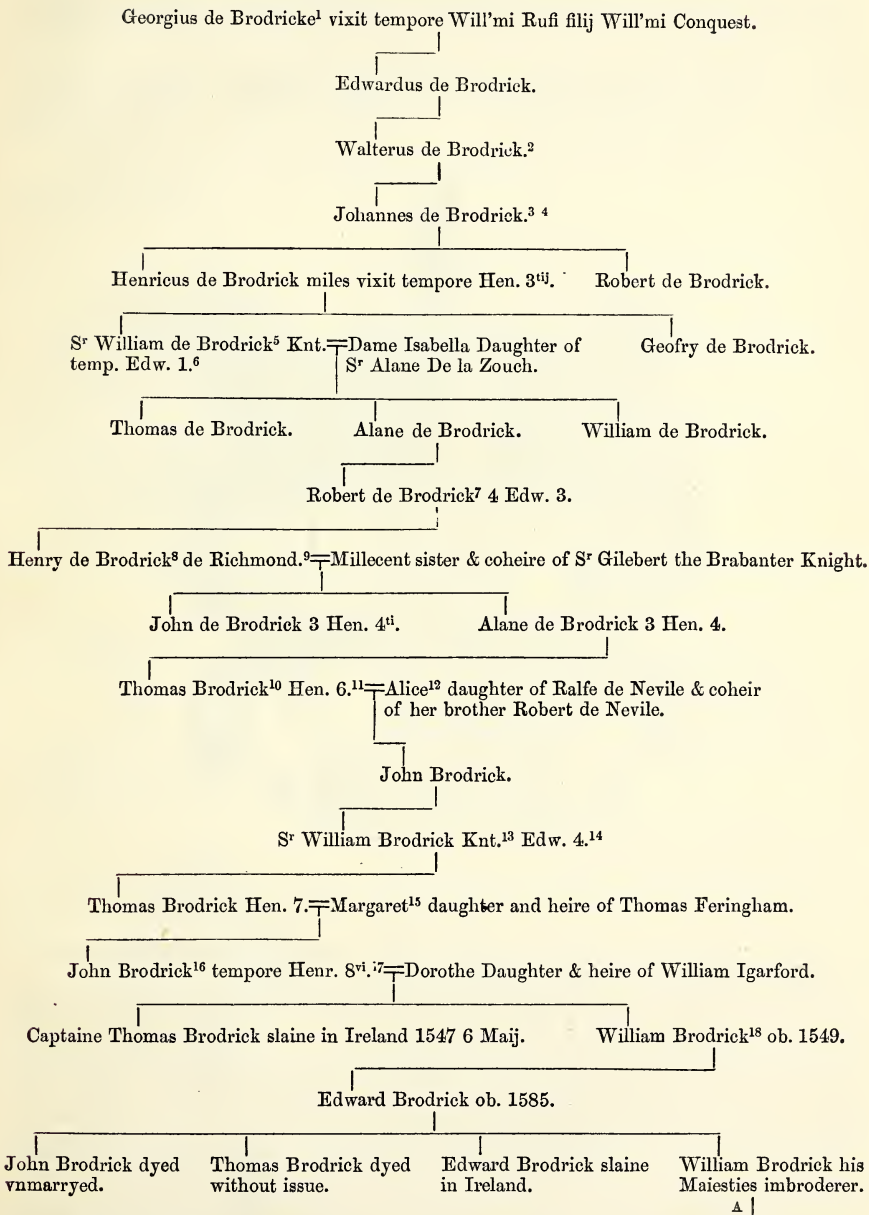 Georgius de Brodricke¹ vixit tempore Will'mi Rufi filij Will'mi Conquest.
Edwardus de Brodrick.
Walterus de Brodrick.²
Johannes de Brodrick.³ ⁴
Henricus de Brodrick miles vixit tempore Hen. 3ᵗⁱʲ. Robert de Brodrick.
Sʳ William de Brodrick⁵ Knt.=Dame Isabella Daughter of Geofry de Brodrick.
temp. Edw. 1.⁶ Sʳ Alane De la Zouch.
Thomas de Brodrick. Alane de Brodrick. William de Brodrick.
Robert de Brodrick⁷ 4 Edw. 3.
Henry de Brodrick⁸ de Richmond.⁹=Millecent sister & coheire of Sʳ Gilebert the Brabanter Knight.
John de Brodrick 3 Hen. 4ᵗⁱ. Alane de Brodrick 3 Hen. 4.
Thomas Brodrick¹⁰ Hen. 6.¹¹=Alice¹² daughter of Ralfe de Nevile & coheir
of her brother Robert de Nevile.
John Brodrick.
Sʳ William Brodrick Knt.¹³ Edw. 4.¹⁴
Thomas Brodrick Hen. 7.=Margaret¹⁵ daughter and heire of Thomas Feringham.
John Brodrick¹⁶ tempore Henr. 8ᵛⁱ.¹⁷=Dorothe Daughter & heire of William Igarford.
Captaine Thomas Brodrick slaine in Ireland 1547 6 Maij. William Brodrick¹⁸ ob. 1549.
Edward Brodrick ob. 1585.
John Brodrick dyed Thomas Brodrick dyed Edward Brodrick slaine William Brodrick his
vnmarryed. without issue. in Ireland. Maiesties imbroderer.
A